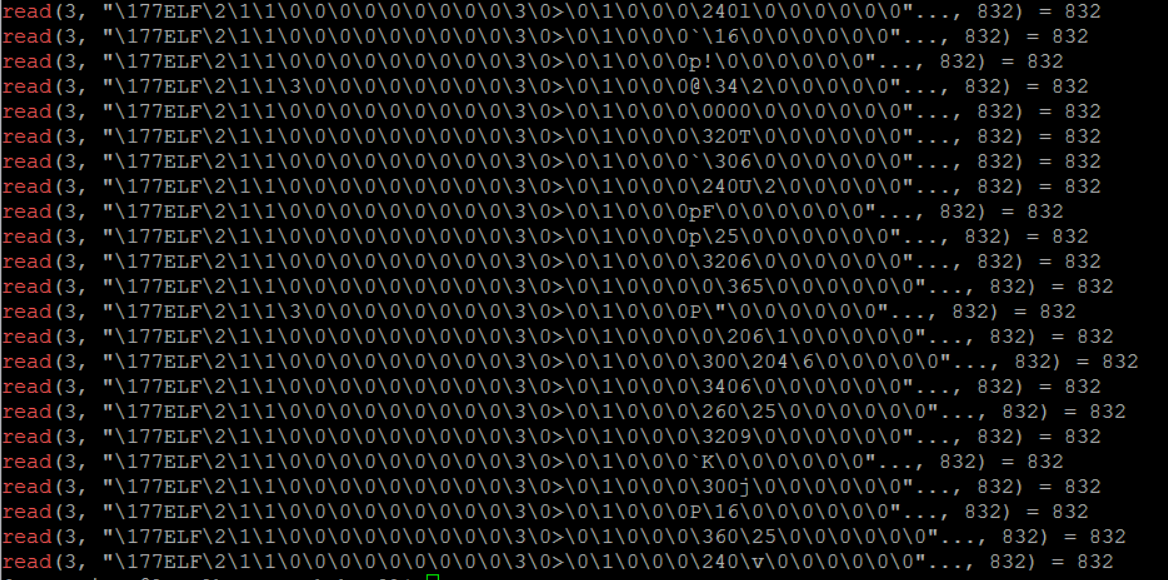 read(3, "\177ELF\2\1\1\0\0\0\0\0\0\0\0\0\3\0>\0\1\0\0\0\240l\0\0\0\0\0\0"..., 832) = 832
read(3, "\177ELF\2\1\1\0\0\0\0\0\0\0\0\0\3\0>\0\1\0\0\0`\16\0\0\0\0\0\0"..., 832) = 832
read(3, "\177ELF\2\1\1\0\0\0\0\0\0\0\0\0\3\0>\0\1\0\0\0p!\0\0\0\0\0\0"..., 832) = 832
read(3, "\177ELF\2\1\1\3\0\0\0\0\0\0\0\0\3\0>\0\1\0\0\0@\34\2\0\0\0\0\0"..., 832) = 832
read(3, "\177ELF\2\1\1\0\0\0\0\0\0\0\0\0\3\0>\0\1\0\0\0\0000\0\0\0\0\0\0"..., 832) = 832
read(3, "\177ELF\2\1\1\0\0\0\0\0\0\0\0\0\3\0>\0\1\0\0\0\320T\0\0\0\0\0\0"..., 832) = 832
read(3, "\177ELF\2\1\1\0\0\0\0\0\0\0\0\0\3\0>\0\1\0\0\0`\306\0\0\0\0\0\0"..., 832) = 832
read(3, "\177ELF\2\1\1\0\0\0\0\0\0\0\0\0\3\0>\0\1\0\0\0\240U\2\0\0\0\0\0"..., 832) = 832
read(3, "\177ELF\2\1\1\0\0\0\0\0\0\0\0\0\3\0>\0\1\0\0\0pF\0\0\0\0\0\0"..., 832) = 832
read(3, "\177ELF\2\1\1\0\0\0\0\0\0\0\0\0\3\0>\0\1\0\0\0p\25\0\0\0\0\0\0"..., 832) = 832
read(3, "\177ELF\2\1\1\0\0\0\0\0\0\0\0\0\3\0>\0\1\0\0\0\3206\0\0\0\0\0\0"..., 832) = 832
read(3, "\177ELF\2\1\1\0\0\0\0\0\0\0\0\0\3\0>\0\1\0\0\0\0\365\0\0\0\0\0\0"..., 832) = 832
read(3, "\177ELF\2\1\1\3\0\0\0\0\0\0\0\0\3\0>\0\1\0\0\0P\"\0\0\0\0\0\0"..., 832) = 832
read(3, "\177ELF\2\1\1\0\0\0\0\0\0\0\0\0\3\0>\0\1\0\0\0\0\206\1\0\0\0\0\0"..., 832) = 832
read(3, "\177ELF\2\1\1\0\0\0\0\0\0\0\0\0\3\0>\0\1\0\0\0\300\204\6\0\0\0\0\0"..., 832) = 832
read(3, "\177ELF\2\1\1\0\0\0\0\0\0\0\0\0\3\0>\0\1\0\0\0\3406\0\0\0\0\0\0"..., 832) = 832
read(3, "\177ELF\2\1\1\0\0\0\0\0\0\0\0\0\3\0>\0\1\0\0\0\260\25\0\0\0\0\0\0"..., 832) = 832
read(3, "\177ELF\2\1\1\0\0\0\0\0\0\0\0\0\3\0>\0\1\0\0\0\3209\0\0\0\0\0\0"..., 832) = 832
read(3, "\177ELF\2\1\1\0\0\0\0\0\0\0\0\0\3\0>\0\1\0\0\0`K\0\0\0\0\0\0"..., 832) = 832
read(3, "\177ELF\2\1\1\0\0\0\0\0\0\0\0\0\3\0>\0\1\0\0\0\300j\0\0\0\0\0\0"..., 832) = 832
read(3, "\177ELF\2\1\1\0\0\0\0\0\0\0\0\0\3\0>\0\1\0\0\0P\16\0\0\0\0\0\0"..., 832) = 832
read(3, "\177ELF\2\1\1\0\0\0\0\0\0\0\0\0\3\0>\0\1\0\0\0\360\25\0\0\0\0\0\0"..., 832) = 832
read(3, "\177ELF\2\1\1\0\0\0\0\0\0\0\0\0\3\0>\0\1\0\0\0\240\v\0\0\0\0\0\0"..., 832) = 832